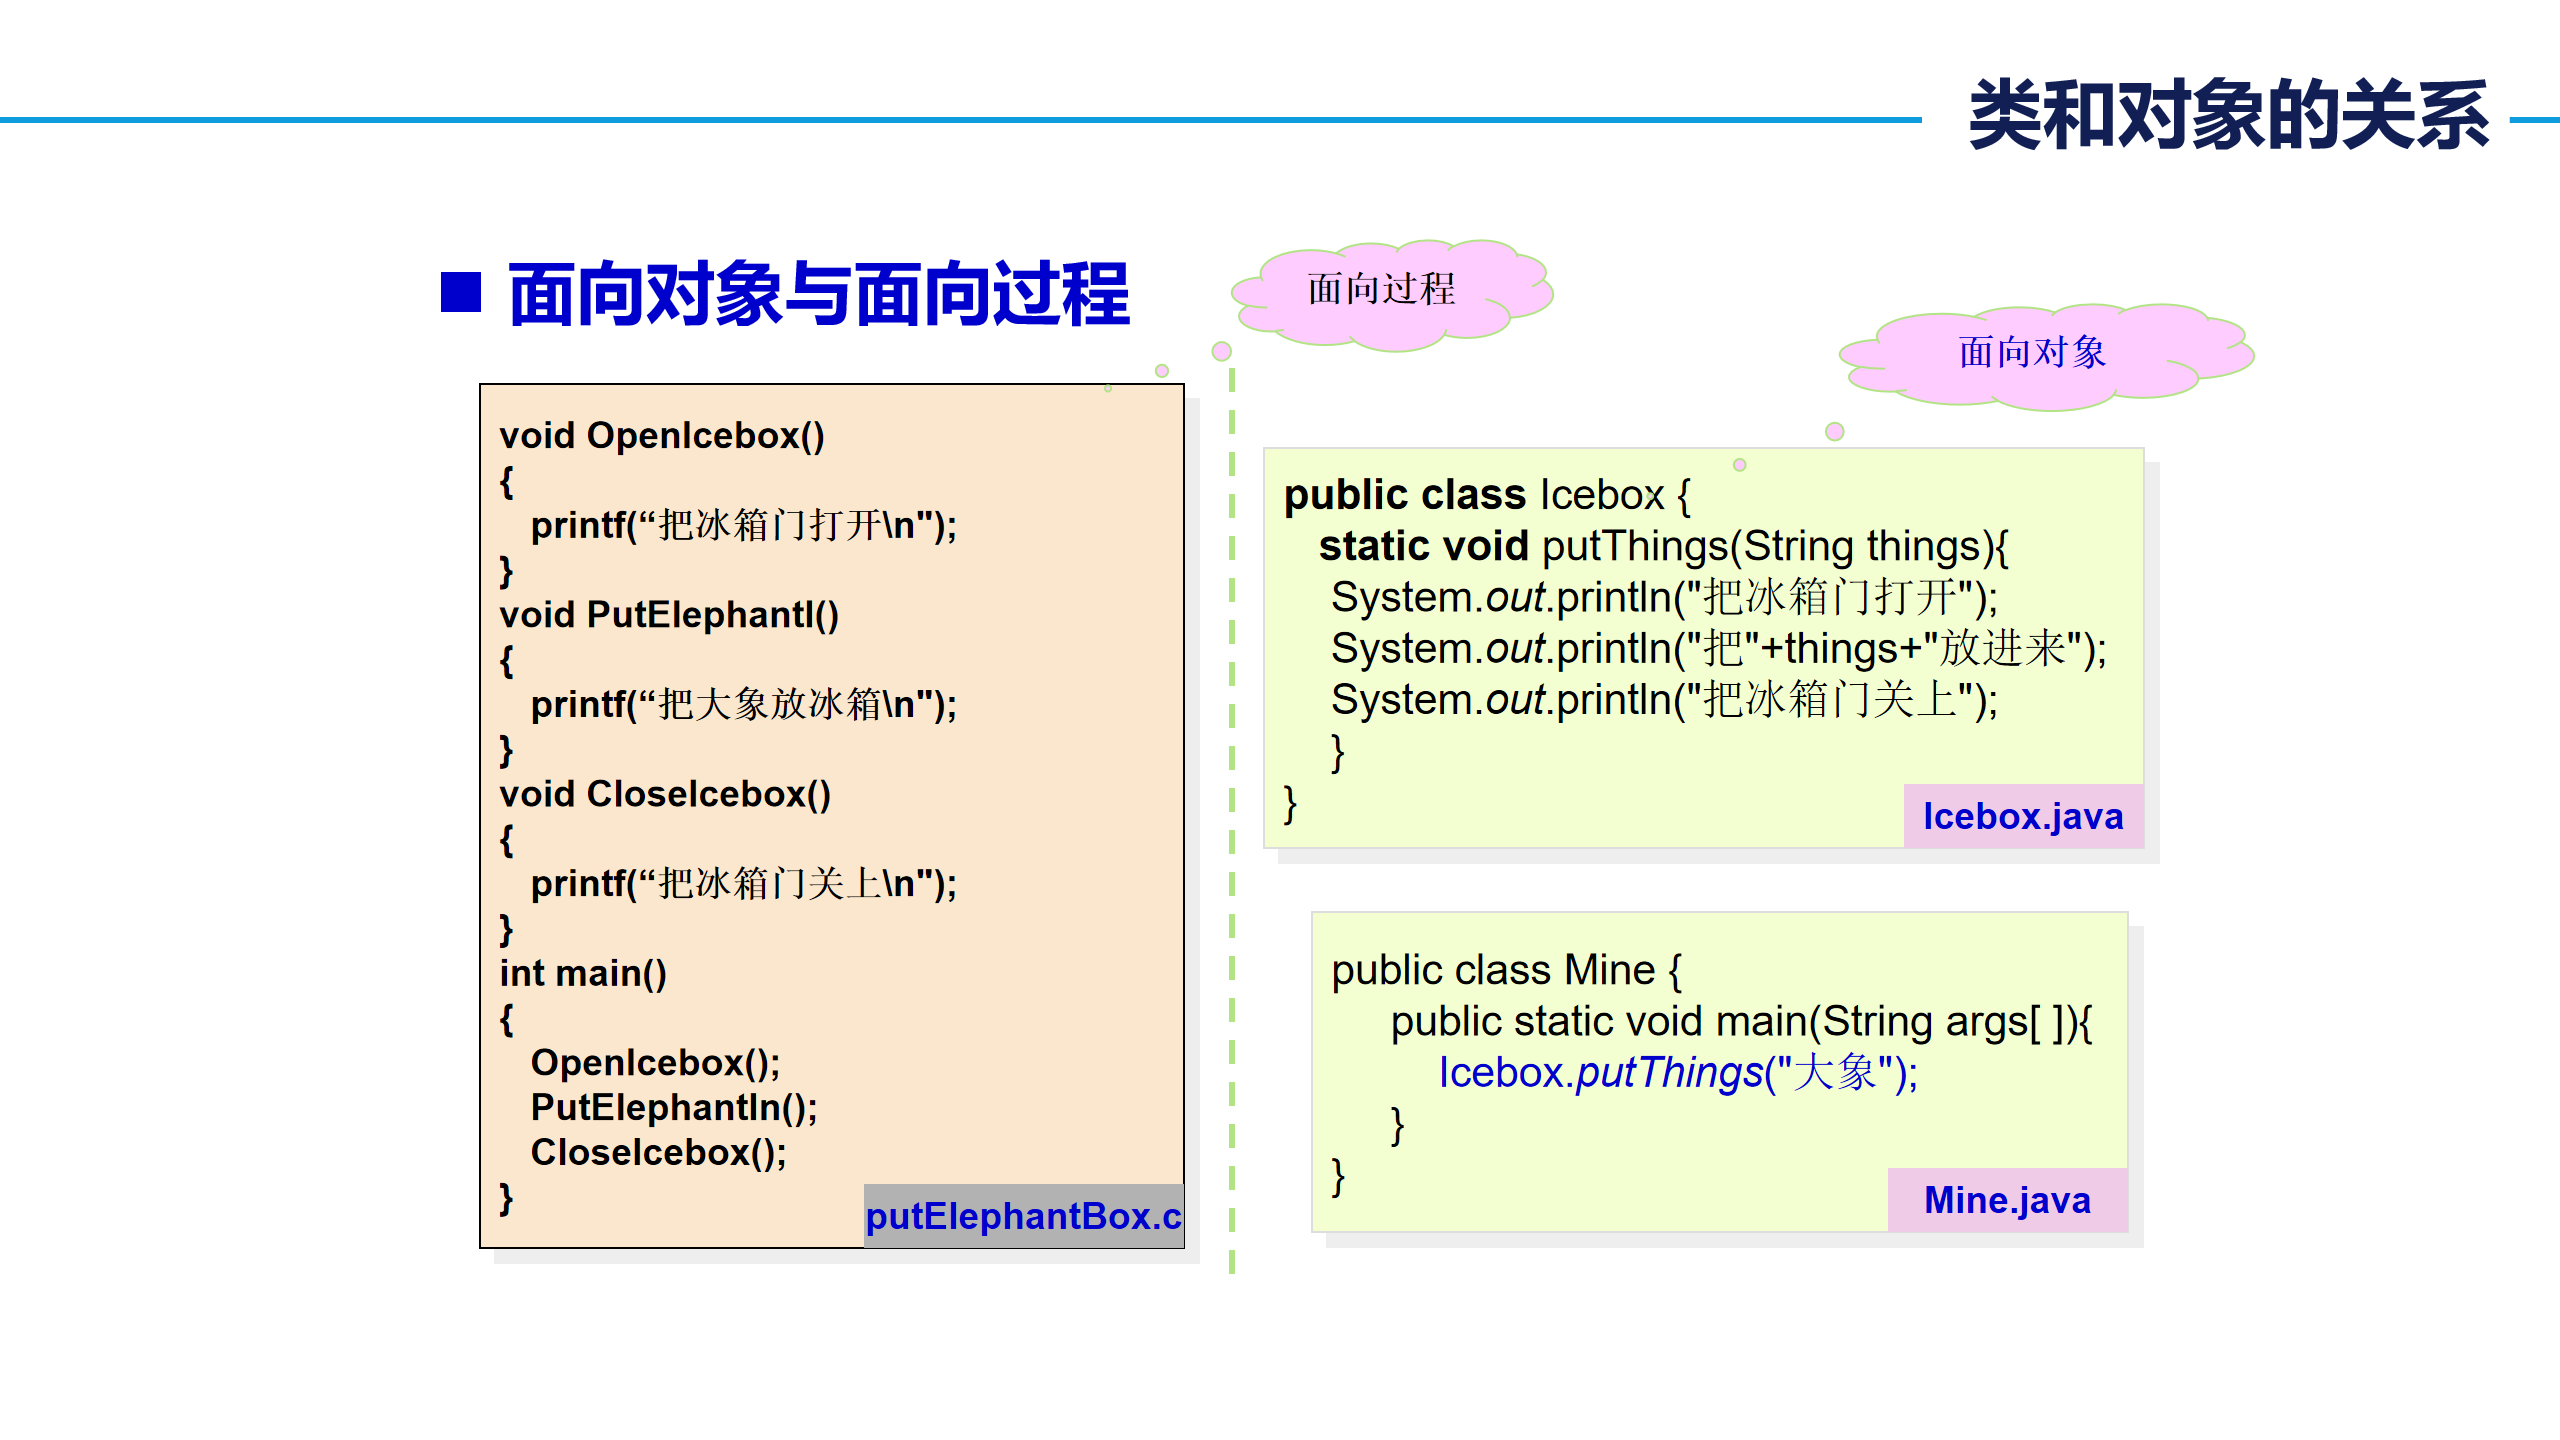 类和对象的关系
面向对象与面向过程
面向过程
void OpenIcebox()
{
printf(“把冰箱门打开\n");
}
void PutElephantI()
{
printf(“把大象放冰箱\n");
}
void CloseIcebox()
{
printf(“把冰箱门关上\n");
}
int main()
{
OpenIcebox();
PutElephantIn();
CloseIcebox();
}
putElephantBox.c
面向对象
public class Icebox {
static void putThings(String things){
System.out.println("把冰箱门打开");
System.out.println("把"+things+"放进来");
System.out.println("把冰箱门关上");
}
}
Icebox.java
public class Mine {
public static void main(String args[ ]){
Icebox.putThings("大象");
}
}
Mine.java